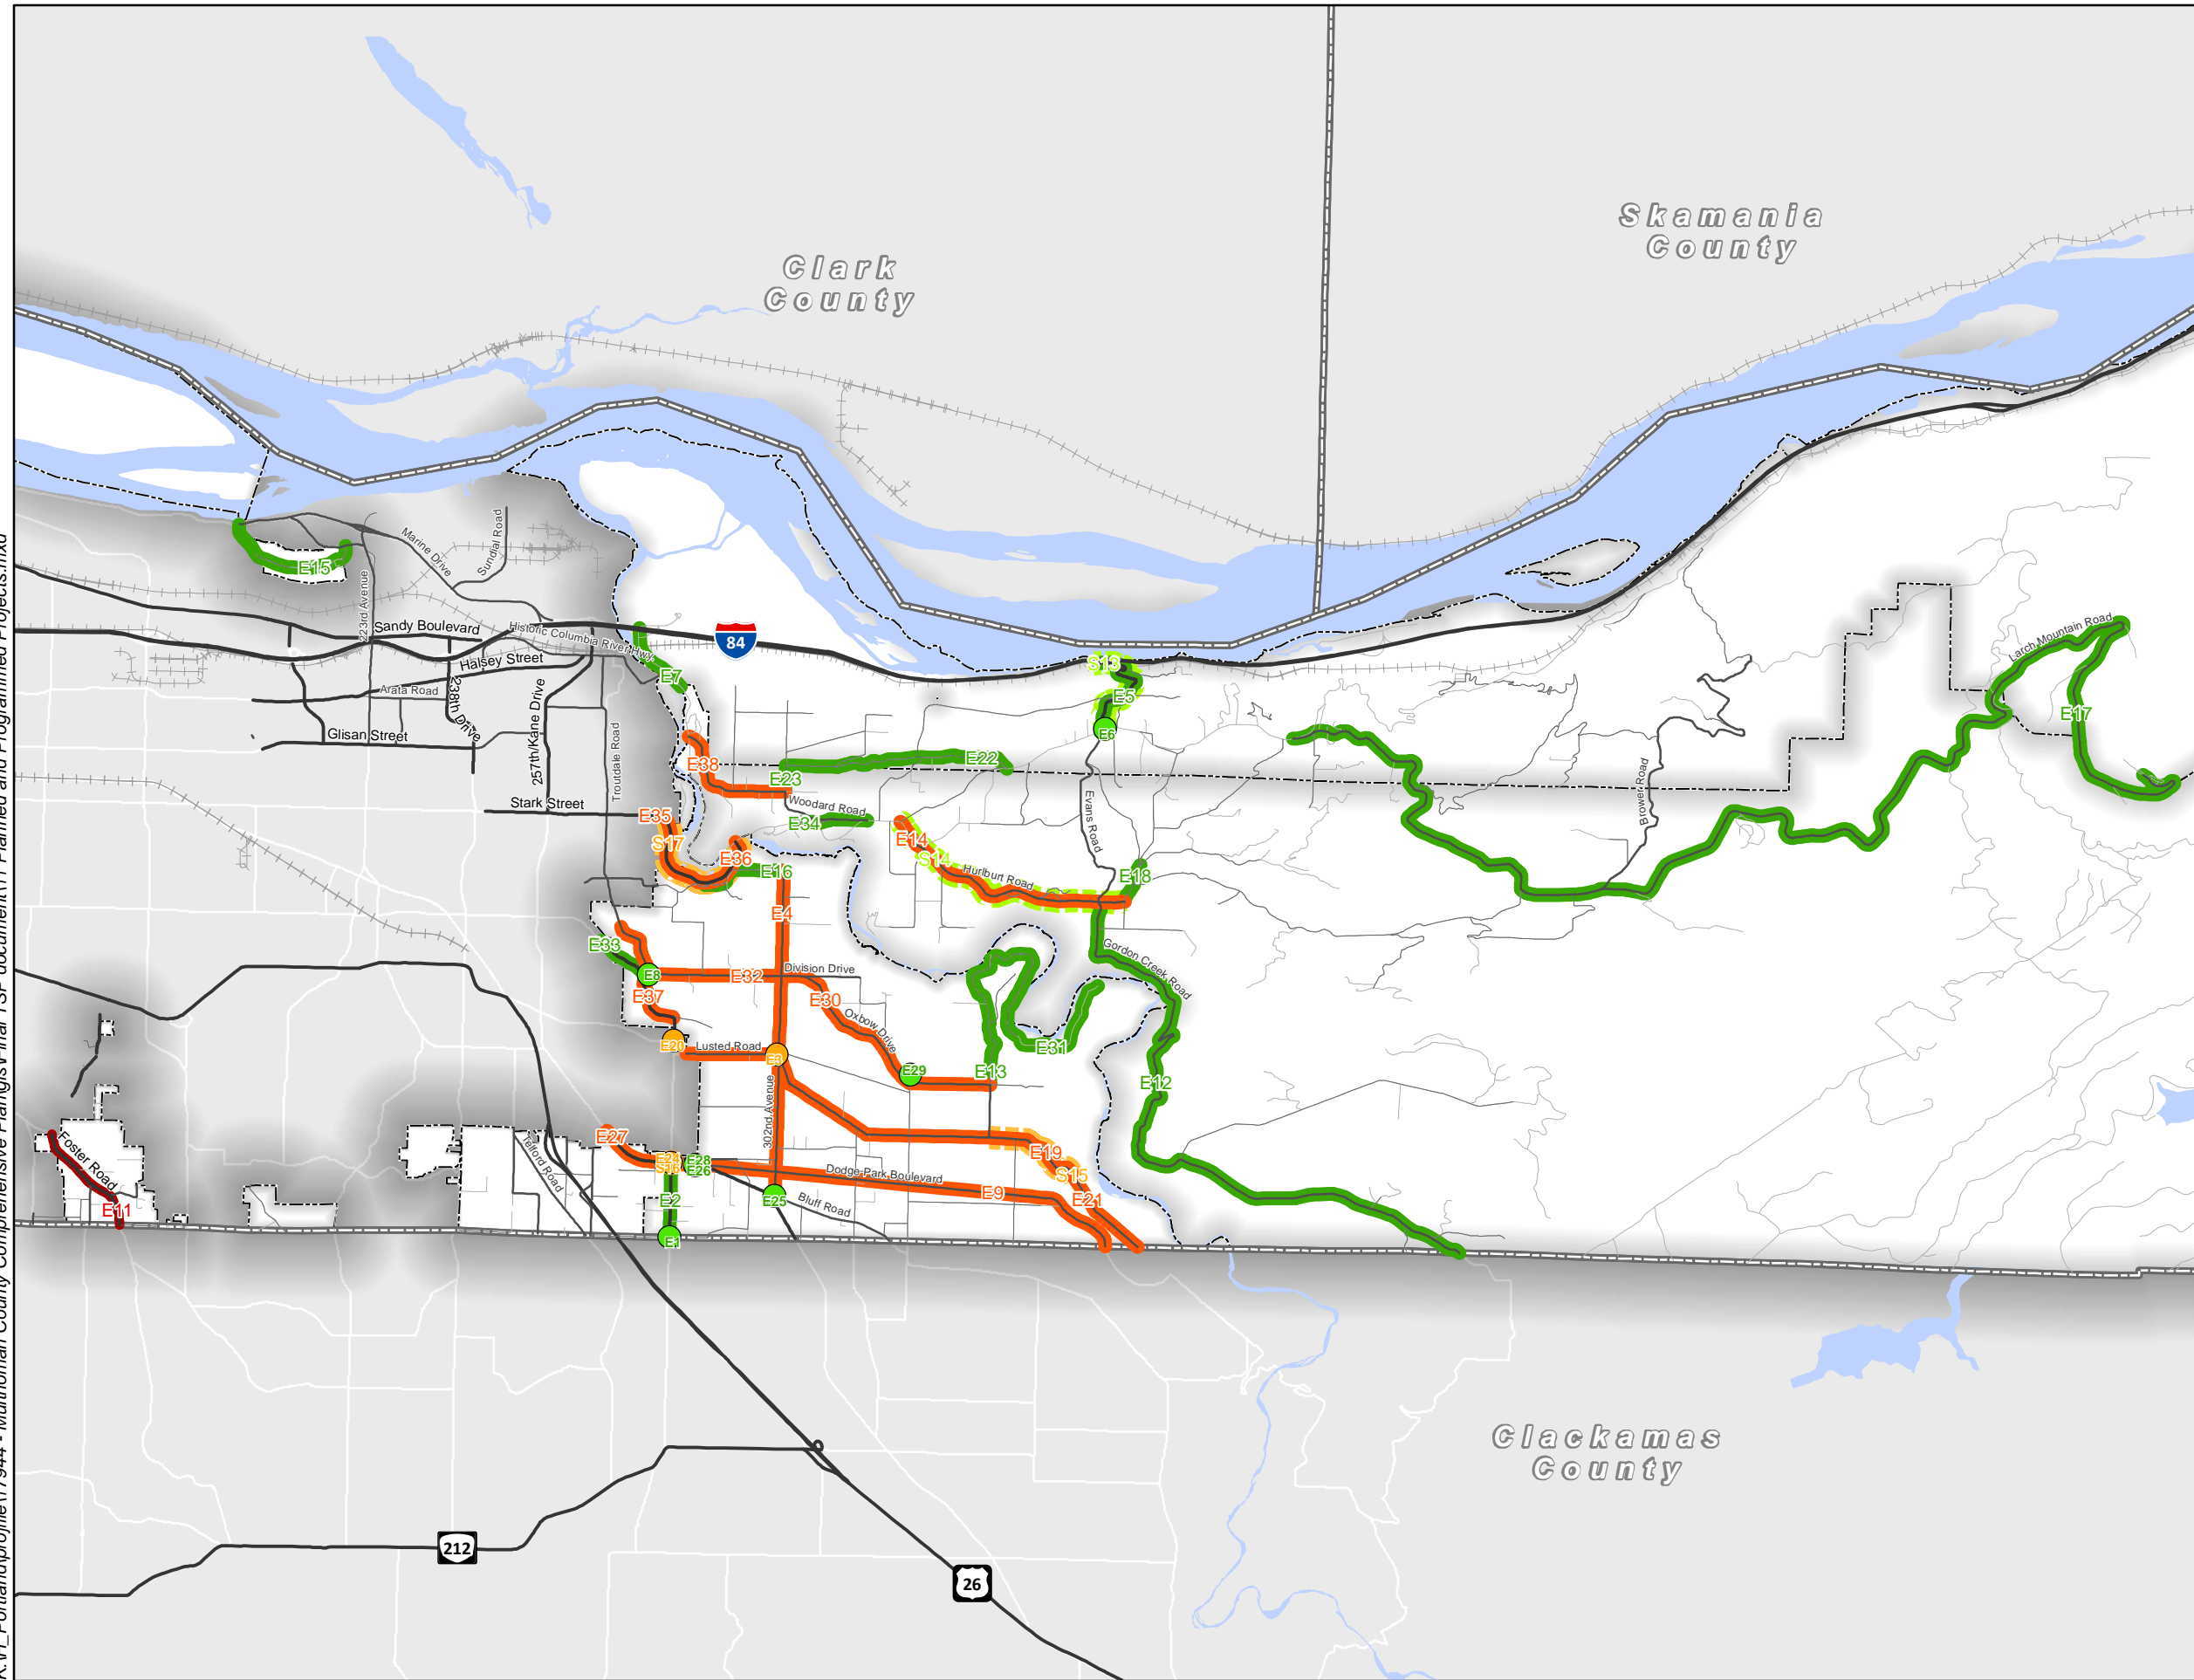 Skamania
County
Clark
County
Marine Drive
Sundial Road
E15
223rd Avenue
Sandy Boulevard
Historic Columbia River Hwy
84
Halsey Street
Larch Mountain Road
S13
E7
Arata Road
238th Drive
257th/Kane Drive
E5
E17
Glisan Street
Troutdale Road
E6
E38
E22
E23
Stark Street
Woodard Road
Evans Road
Brower Road
E35
E34
S17
E14
E36
S14
E16
Hurlburt Road
E18
E4
E33
Gordon Creek Road
E8
E32
Division Drive
E37
E30
Oxbow Drive
E20
Lusted Road
E3
E31
E29
E13
E12
302nd Avenue
Foster Road
E27
Telford Road
E24
S16
E28
E26
E19
S15
Dodge Park Boulevard
E2
E25
Bluff Road
E9
E21
E11
E1
Clackamas
County
212
26